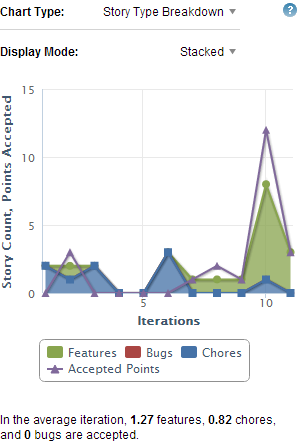 Chart Type: Story Type Breakdown ▼
?
Display Mode: Stacked ▼
Story Count, Points Accepted
15
10
5
0
5 10
Iterations
Features Bugs Chores
Accepted Points
In the average iteration, 1.27 features, 0.82 chores,
and 0 bugs are accepted.